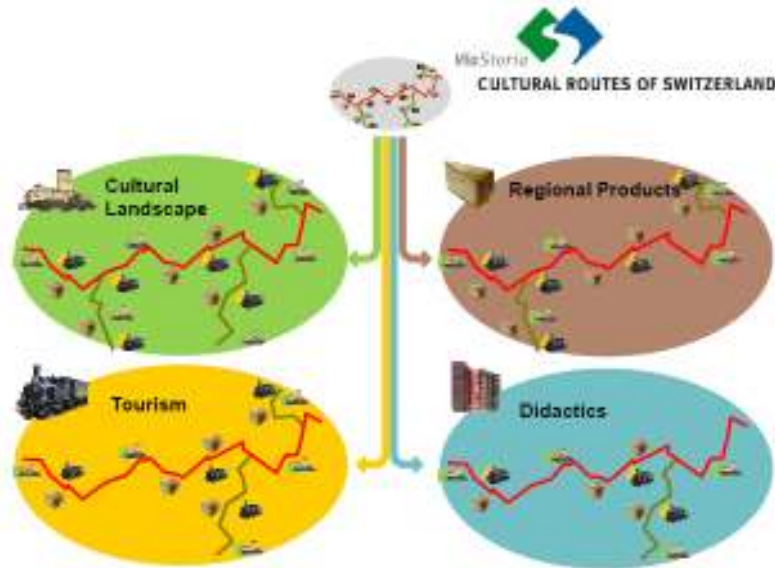 ViaStoria
CULTURAL ROUTES OF SWITZERLAND
Cultural
Landscape
Regional Products
Tourism
Didactics